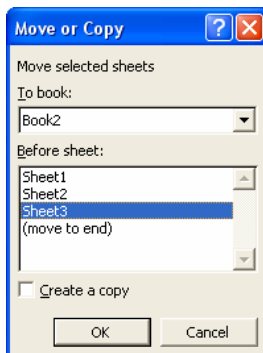 Move or Copy
Move selected sheets
To book:
Book2
Before sheet:
Sheet1
Sheet2
Sheet3
(move to end)
Create a copy
OK Cancel